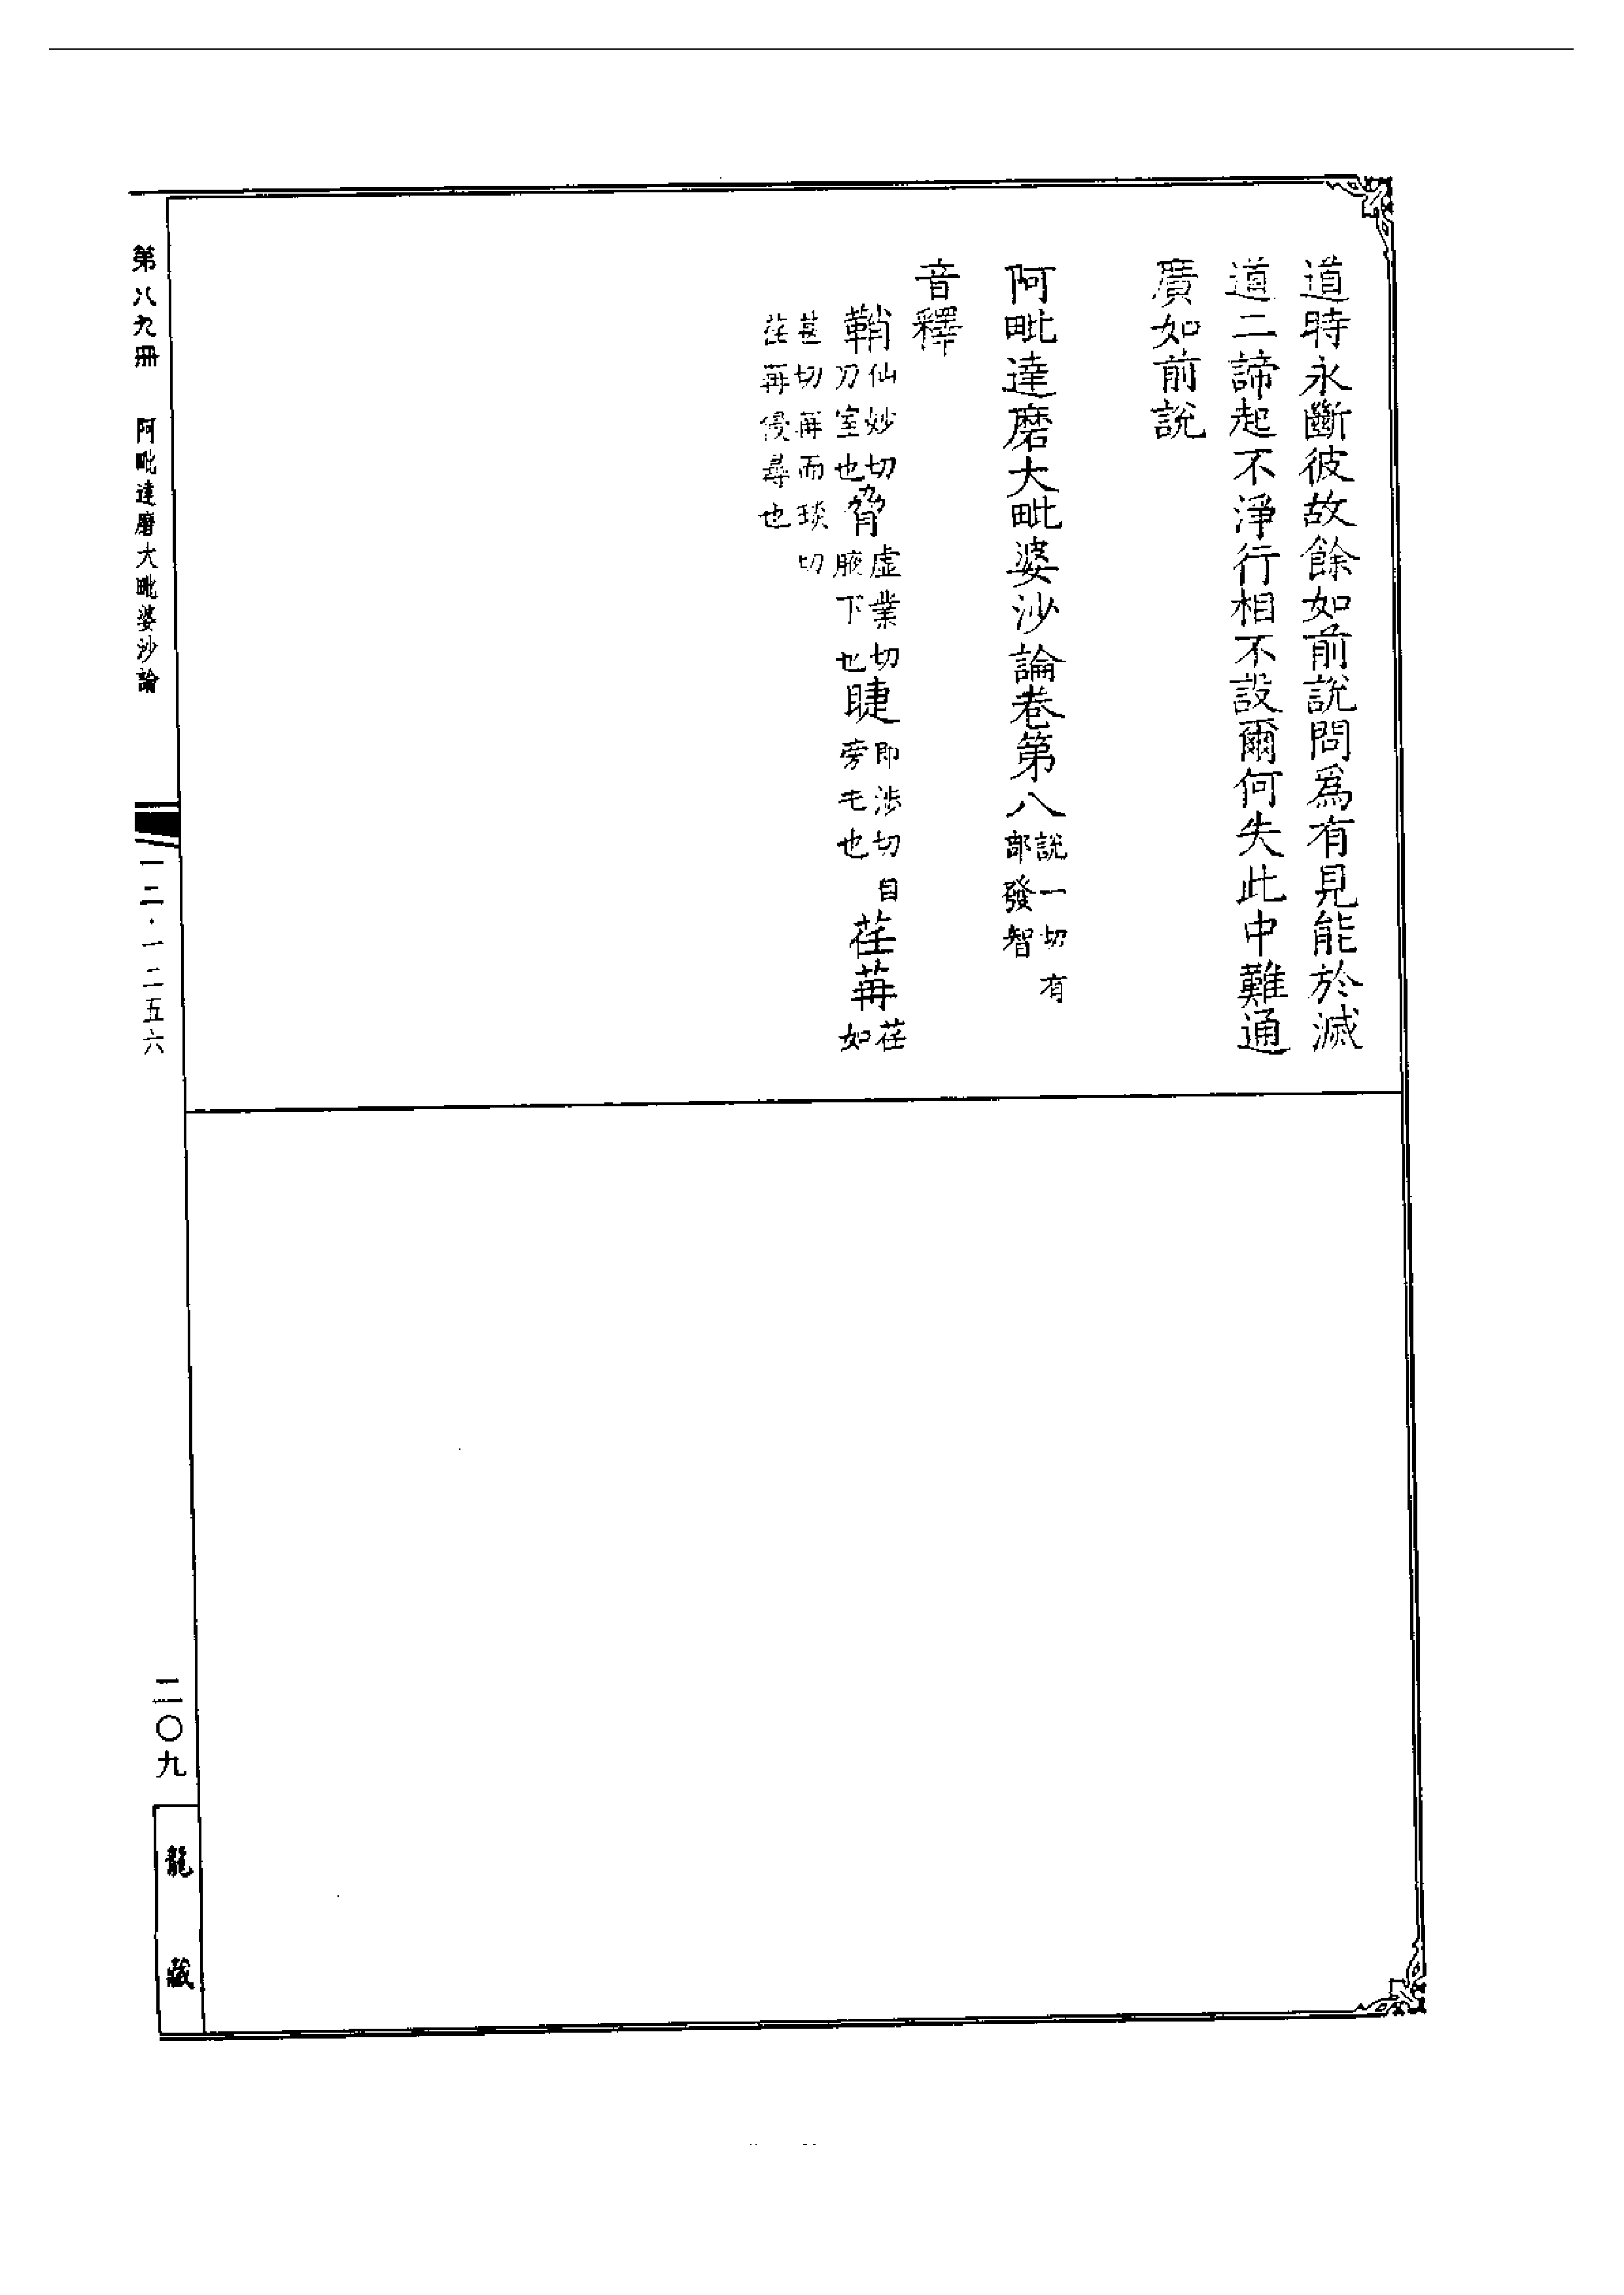 道時永斷彼故餘如前說問為有見能於滅
道二諦起不淨行相不設爾何失此中難通
廣如前說
阿毗達磨大毗婆沙論卷第八說一切有部發智
音釋
鞘仙妙切刀室也脅虛業切腋下也睫即涉切目旁毛也荏苒荏如
甚切苒而琰切荏苒侵尋也
第八九冊 阿毗達磨大毗婆沙論
一二·一二五六
二〇九
龍藏